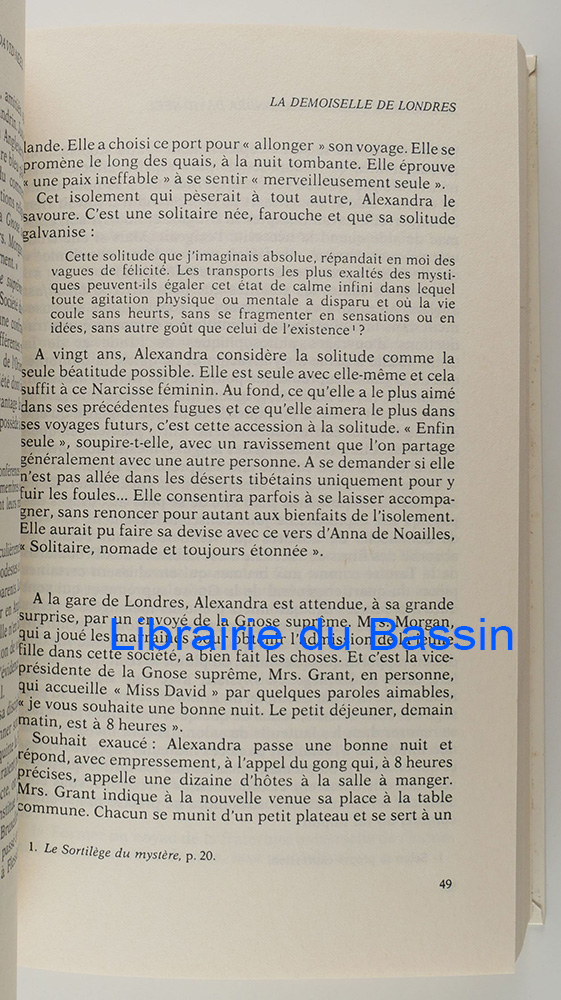 LA DEMOISELLE DE LONDRES
lande. Elle a choisi ce port pour « allonger » son voyage. Elle se
promène le long des quais, à la nuit tombante. Elle éprouve
« une paix ineffable » à se sentir « merveilleusement seule ».
Cet isolement qui pèserait à tout autre, Alexandra le
savoure. C'est une solitaire née, farouche et que sa solitude
galvanise :
Cette solitude que j'imaginais absolue, répandait en moi des
vagues de félicité. Les transports les plus exaltés des mysti-
ques peuvent-ils égaler cet état de calme infini dans lequel
toute agitation physique ou mentale a disparu et où la vie
coule sans heurts, sans se fragmenter en sensations ou en
idées, sans autre goût que celui de l'existence¹ ?
A vingt ans, Alexandra considère la solitude comme la
seule béatitude possible. Elle est seule avec elle-même et cela
suffit à ce Narcisse féminin. Au fond, ce qu'elle a le plus aimé
dans ses précédentes fugues et ce qu'elle aimera le plus dans
ses voyages futurs, c'est cette accession à la solitude. « Enfin
seule », soupire-t-elle, avec un ravissement que l'on partage
généralement avec une autre personne. A se demander si elle
n'est pas allée dans les déserts tibétains uniquement pour y
fuir les foules... Elle consentira parfois à se laisser accompa-
gner, sans renoncer pour autant aux bienfaits de l'isolement.
Elle aurait pu faire sa devise avec ce vers d'Anna de Noailles,
« Solitaire, nomade et toujours étonnée ».
A la gare de Londres, Alexandra est attendue, à sa grande
surprise, par un envoyé de la Gnose suprême. Mrs. Morgan,
qui a joué les marraines pour obtenir l'admission de la jeune
fille dans cette société, a bien fait les choses. Et c'est la vice-
présidente de la Gnose suprême, Mrs. Grant, en personne,
qui accueille « Miss David » par quelques paroles aimables,
« je vous souhaite une bonne nuit. Le petit déjeuner, demain
matin, est à 8 heures ».
Souhait exaucé : Alexandra passe une bonne nuit et
répond, avec empressement, à l'appel du gong qui, à 8 heures
précises, appelle une dizaine d'hôtes à la salle à manger.
Mrs. Grant indique à la nouvelle venue sa place à la table
commune. Chacun se munit d'un petit plateau et se sert à un
1. Le Sortilège du mystère, p. 20.
49
Librairie du Bassin